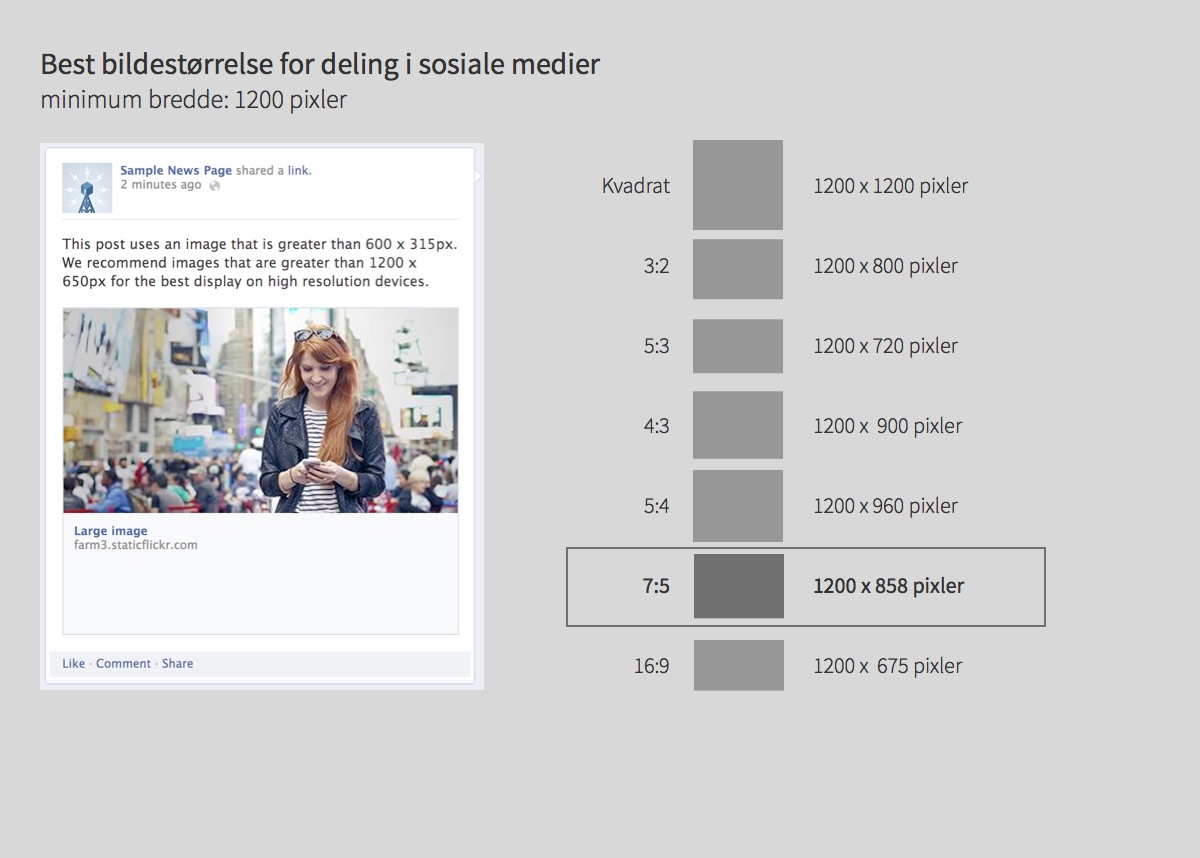 Best bildestørrelse for deling i sosiale medier
minimum bredde: 1200 pixler
Sample News Page shared a link.
2 minutes ago
This post uses an image that is greater than 600 x 315px.
We recommend images that are greater than 1200 x
650px for the best display on high resolution devices.
Large image
farm3.staticflickr.com
Like · Comment · Share
Kvadrat 1200 x 1200 pixler
3:2 1200 x 800 pixler
5:3 1200 x 720 pixler
4:3 1200 x 900 pixler
5:4 1200 x 960 pixler
7:5 1200 x 858 pixler
16:9 1200 x 675 pixler